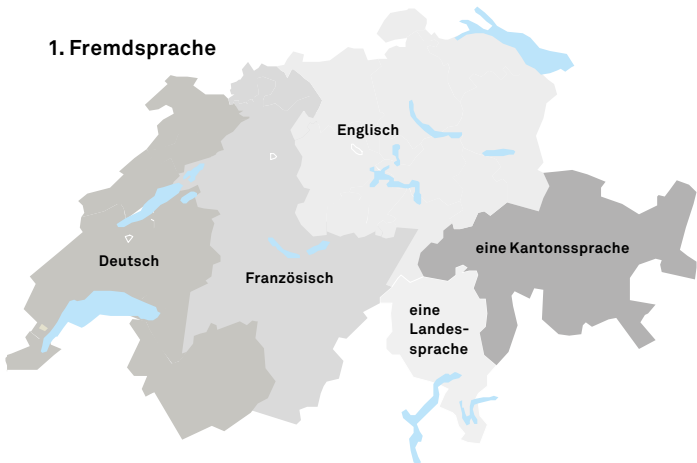 1. Fremdsprache
Englisch
eine Kantonssprache
Deutsch
Französisch
eine
Landes-
sprache